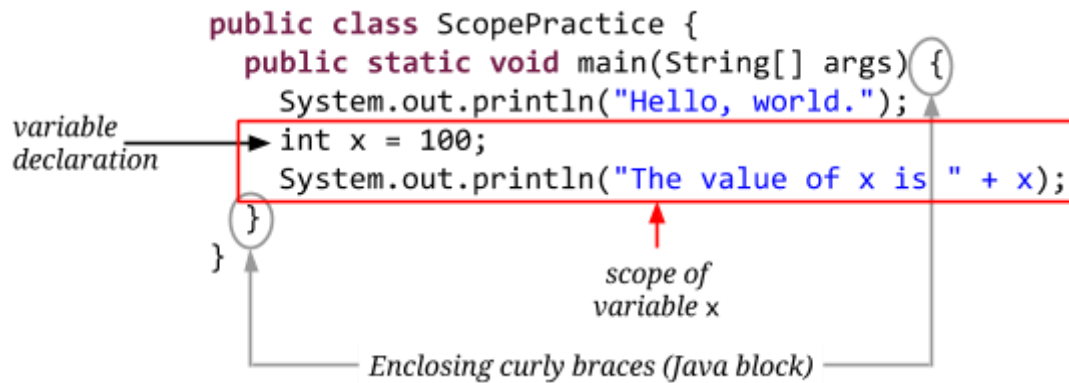 public class ScopePractice {
public static void main(String[] args) {
System.out.println("Hello, world.");
variable declaration
int x = 100;
System.out.println("The value of x is " + x);
}
}
scope of
variable x
Enclosing curly braces (Java block)